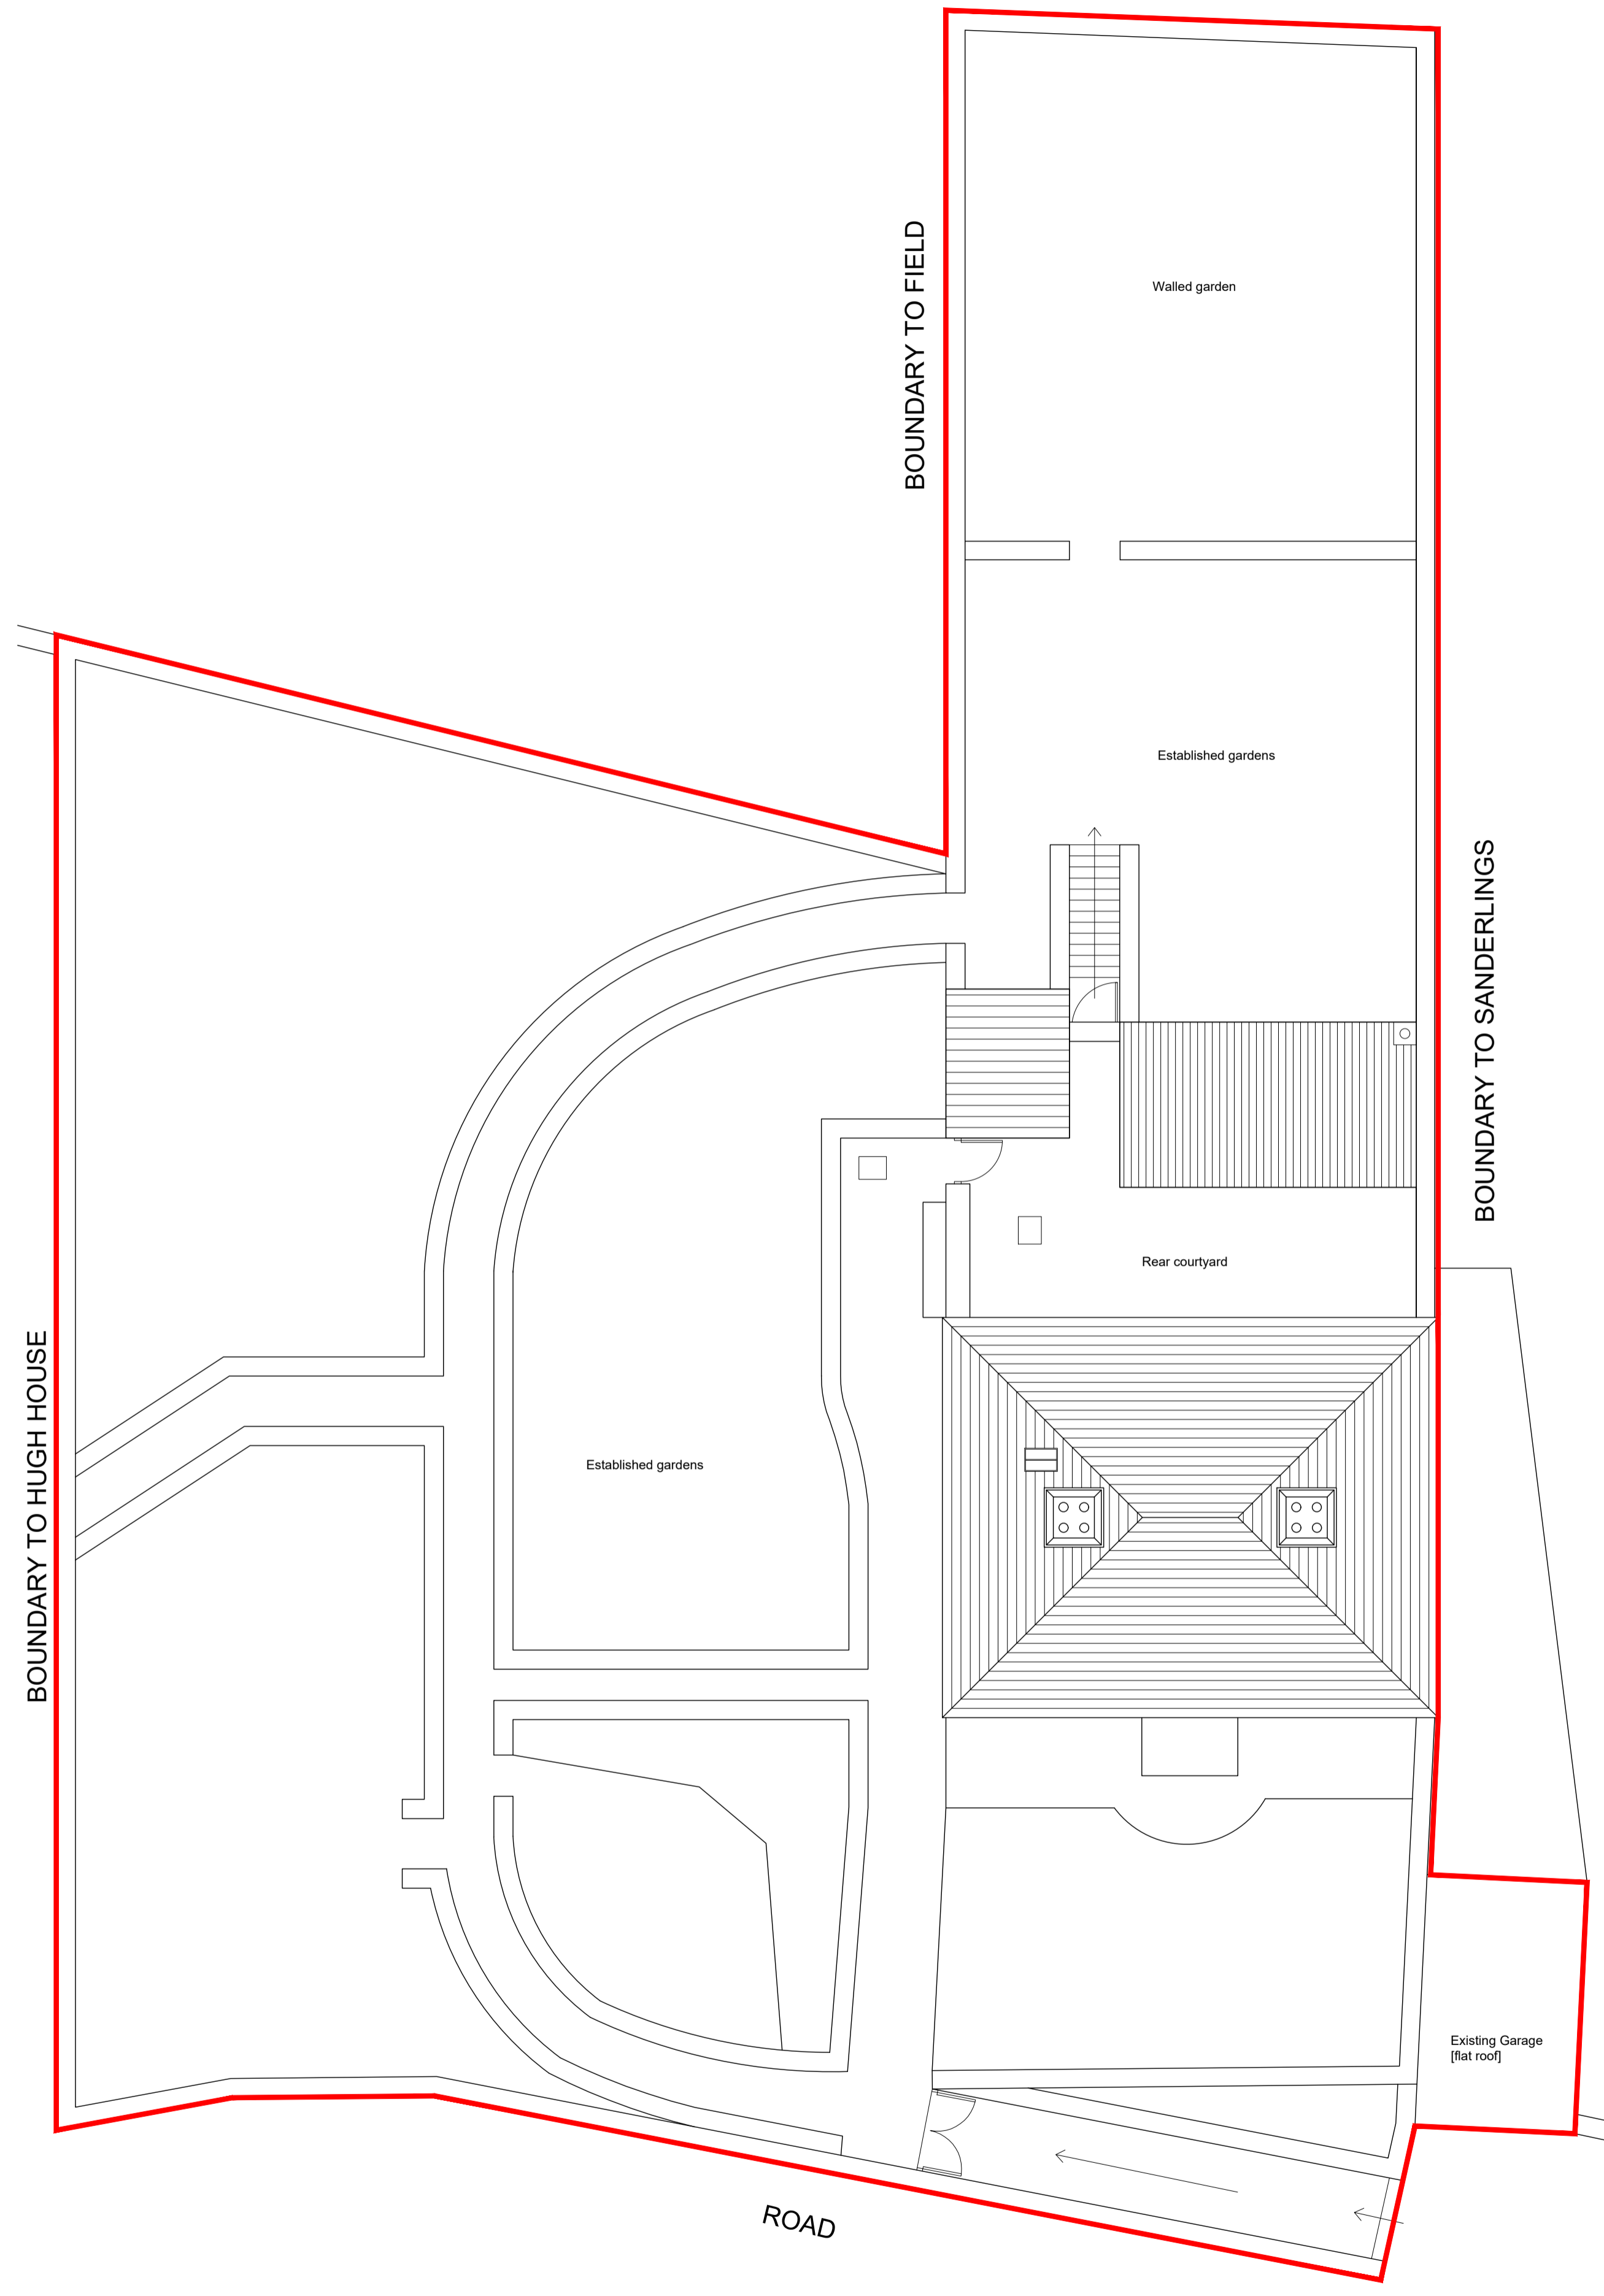 Walled garden
BOUNDARY TO FIELD
Established gardens
BOUNDARY TO SANDERLINGS
Rear courtyard
BOUNDARY TO HUGH HOUSE
Established gardens
Existing Garage
[flat roof]
ROAD